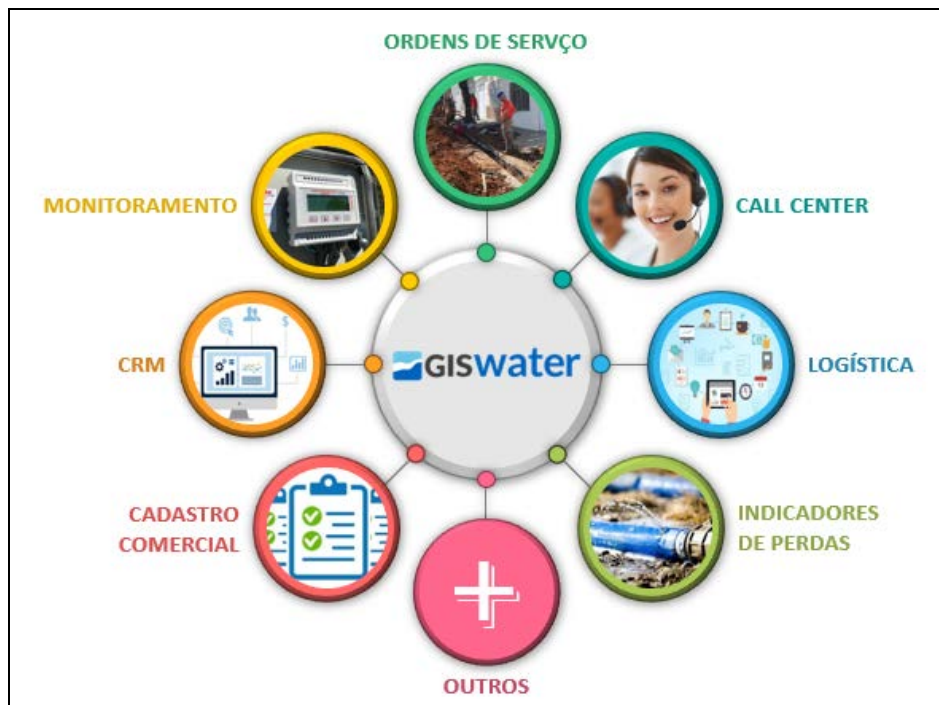 ORDENS DE SERVÇO
MONITORAMENTO
CALL CENTER
GISwater
CRM
LOGÍSTICA
CADASTRO
COMERCIAL
INDICADORES
DE PERDAS
OUTROS